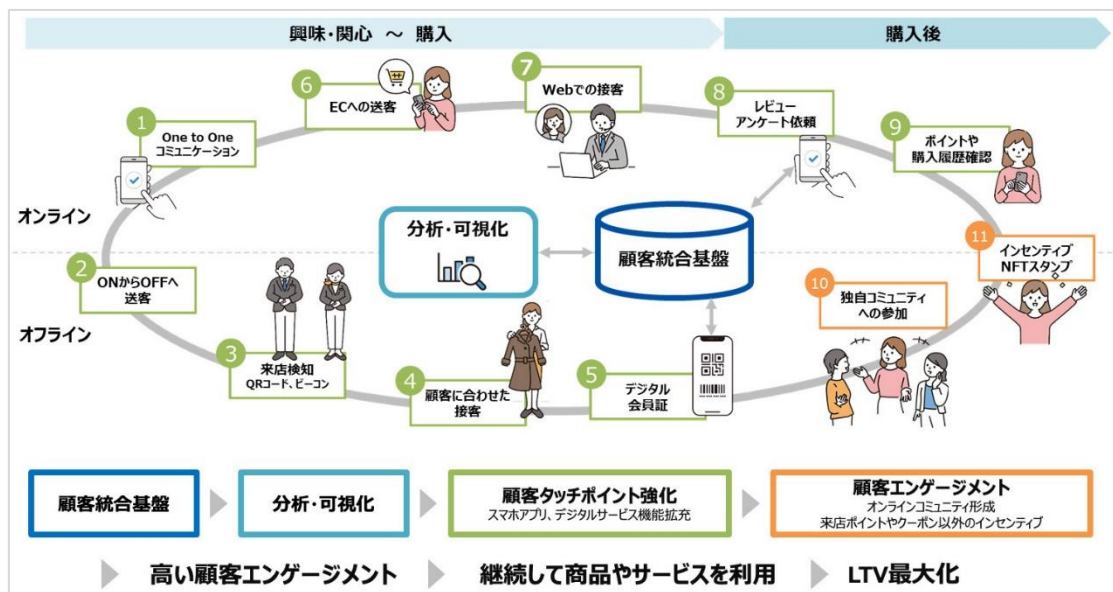 興味・関心 ～ 購入
購入後
1
One to One
コミュニケーション
6
ECへの送客
7
Webでの接客
8
レビュー
アンケート依頼
9
ポイントや
購入履歴確認
オンライン
分析・可視化
顧客統合基盤
11
インセンティブ
NFTスタンプ
2
ONからOFFへ
送客
オフライン
3
来店検知
QRコード、ビーコン
4
顧客に合わせた
接客
5
デジタル
会員証
10
独自コミュニティ
への参加
顧客統合基盤
分析・可視化
顧客タッチポイント強化
スマホアプリ、デジタルサービス機能拡充
顧客エンゲージメント
オンラインコミュニティ形成
来店ポイントやクーポン以外のインセンティブ
高い顧客エンゲージメント
継続して商品やサービスを利用
LTV最大化